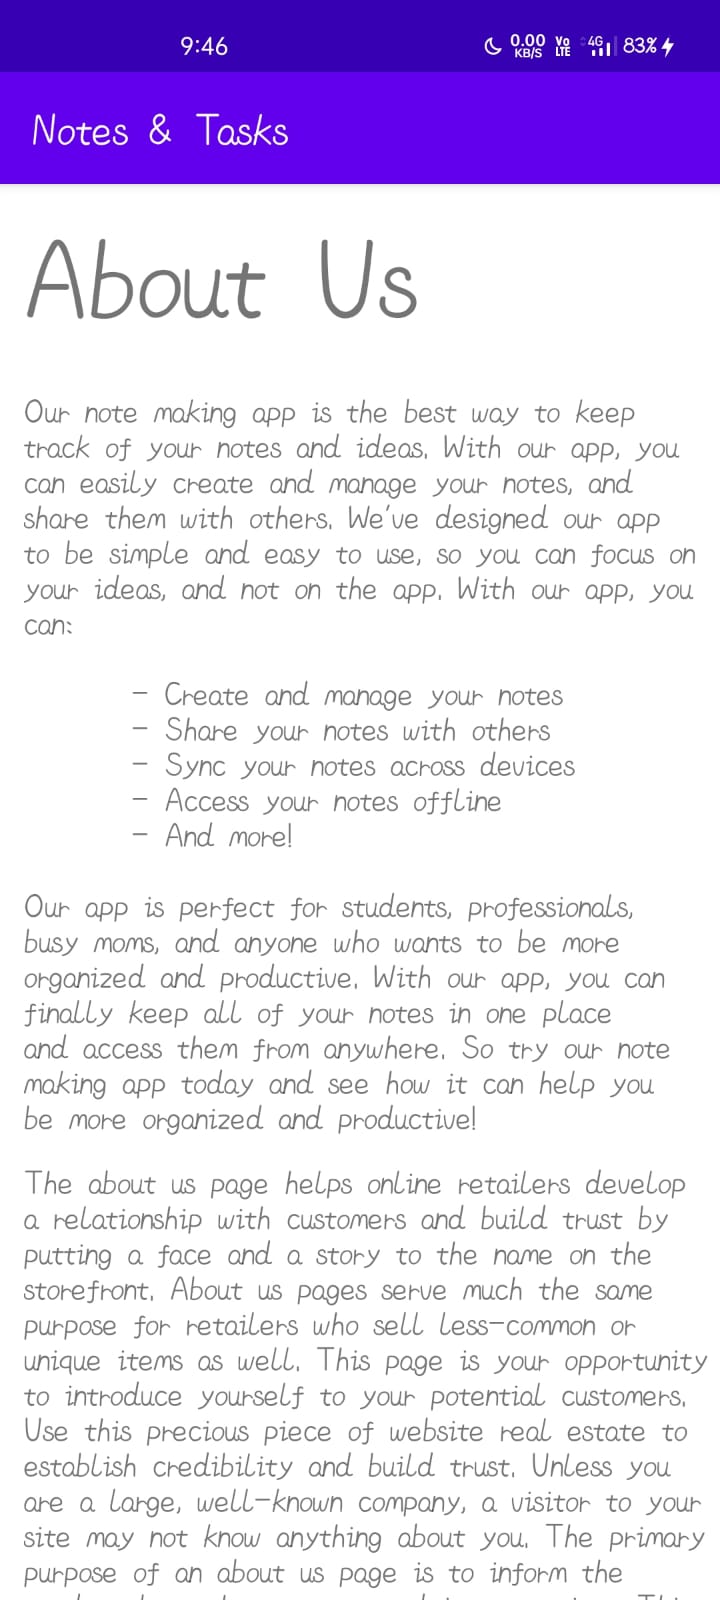 9:46
0.00 KB/S Vo LTE 4G 83%
Notes & Tasks
About Us
Our note making app is the best way to keep
track of your notes and ideas. With our app, you
can easily create and manage your notes, and
share them with others. We've designed our app
to be simple and easy to use, so you can focus on
your ideas, and not on the app. With our app, you
can:
- Create and manage your notes
- Share your notes with others
- Sync your notes across devices
- Access your notes offline
- And more!
Our app is perfect for students, professionals,
busy moms, and anyone who wants to be more
organized and productive. With our app, you can
finally keep all of your notes in one place
and access them from anywhere. So try our note
making app today and see how it can help you
be more organized and productive!
The about us page helps online retailers develop
a relationship with customers and build trust by
putting a face and a story to the name on the
storefront. About us pages serve much the same
purpose for retailers who sell less-common or
unique items as well. This page is your opportunity
to introduce yourself to your potential customers.
Use this precious piece of website real estate to
establish credibility and build trust. Unless you
are a large, well-known company, a visitor to your
site may not know anything about you. The primary
purpose of an about us page is to inform the